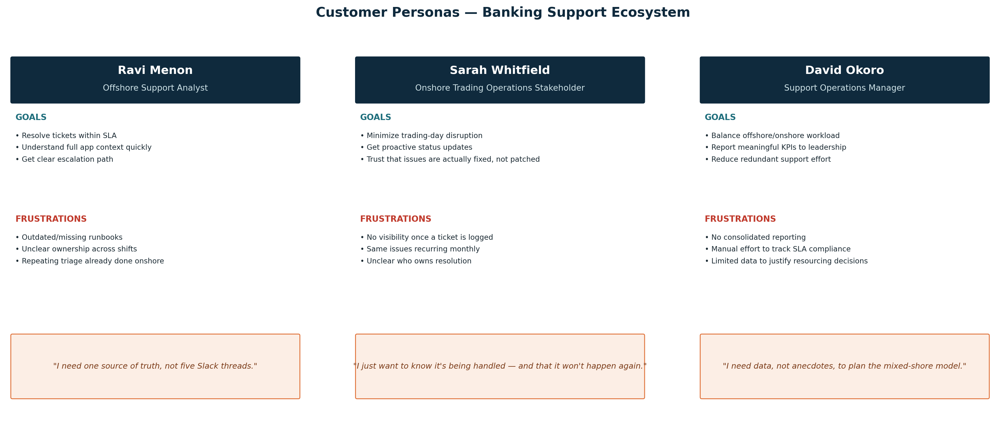 Customer Personas — Banking Support Ecosystem
Ravi Menon
Offshore Support Analyst
GOALS
• Resolve tickets within SLA
• Understand full app context quickly
• Get clear escalation path
FRUSTRATIONS
• Outdated/missing runbooks
• Unclear ownership across shifts
• Repeating triage already done onshore
"I need one source of truth, not five Slack threads."
Sarah Whitfield
Onshore Trading Operations Stakeholder
GOALS
• Minimize trading-day disruption
• Get proactive status updates
• Trust that issues are actually fixed, not patched
FRUSTRATIONS
• No visibility once a ticket is logged
• Same issues recurring monthly
• Unclear who owns resolution
"I just want to know it's being handled — and that it won't happen again."
David Okoro
Support Operations Manager
GOALS
• Balance offshore/onshore workload
• Report meaningful KPIs to leadership
• Reduce redundant support effort
FRUSTRATIONS
• No consolidated reporting
• Manual effort to track SLA compliance
• Limited data to justify resourcing decisions
"I need data, not anecdotes, to plan the mixed-shore model."